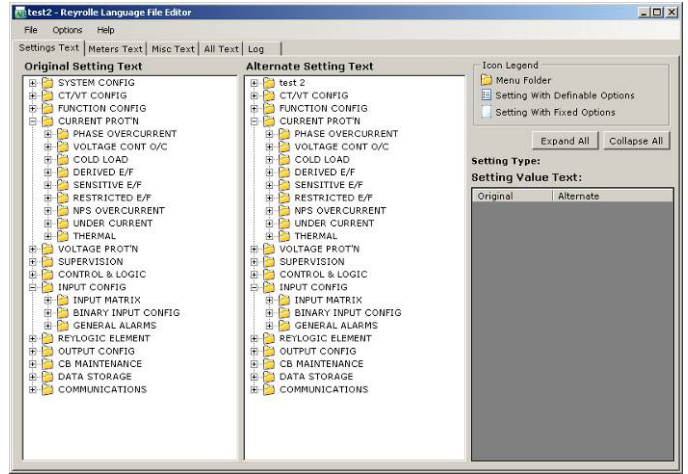 test2 - Reyrolle Language File Editor
File Options Help
Settings Text Meters Text Misc Text All Text Log
Original Setting Text
SYSTEM CONFIG
CT/VT CONFIG
FUNCTION CONFIG
CURRENT PROT'N
PHASE OVERCURRENT
VOLTAGE CONT O/C
COLD LOAD
DERIVED E/F
SENSITIVE E/F
RESTRICTED E/F
NPS OVERCURRENT
UNDER CURRENT
THERMAL
VOLTAGE PROT'N
SUPERVISION
CONTROL & LOGIC
INPUT CONFIG
INPUT MATRIX
BINARY INPUT CONFIG
GENERAL ALARMS
REYLOGIC ELEMENT
OUTPUT CONFIG
CB MAINTENANCE
DATA STORAGE
COMMUNICATIONS
Alternate Setting Text
test 2
CT/VT CONFIG
FUNCTION CONFIG
CURRENT PROT'N
PHASE OVERCURRENT
VOLTAGE CONT O/C
COLD LOAD
DERIVED E/F
SENSITIVE E/F
RESTRICTED E/F
NPS OVERCURRENT
UNDER CURRENT
THERMAL
VOLTAGE PROT'N
SUPERVISION
CONTROL & LOGIC
INPUT CONFIG
INPUT MATRIX
BINARY INPUT CONFIG
GENERAL ALARMS
REYLOGIC ELEMENT
OUTPUT CONFIG
CB MAINTENANCE
DATA STORAGE
COMMUNICATIONS
Icon Legend
Menu Folder
Setting With Definable Options
Setting With Fixed Options
Expand All Collapse All
Setting Type:
Setting Value Text:
Original Alternate